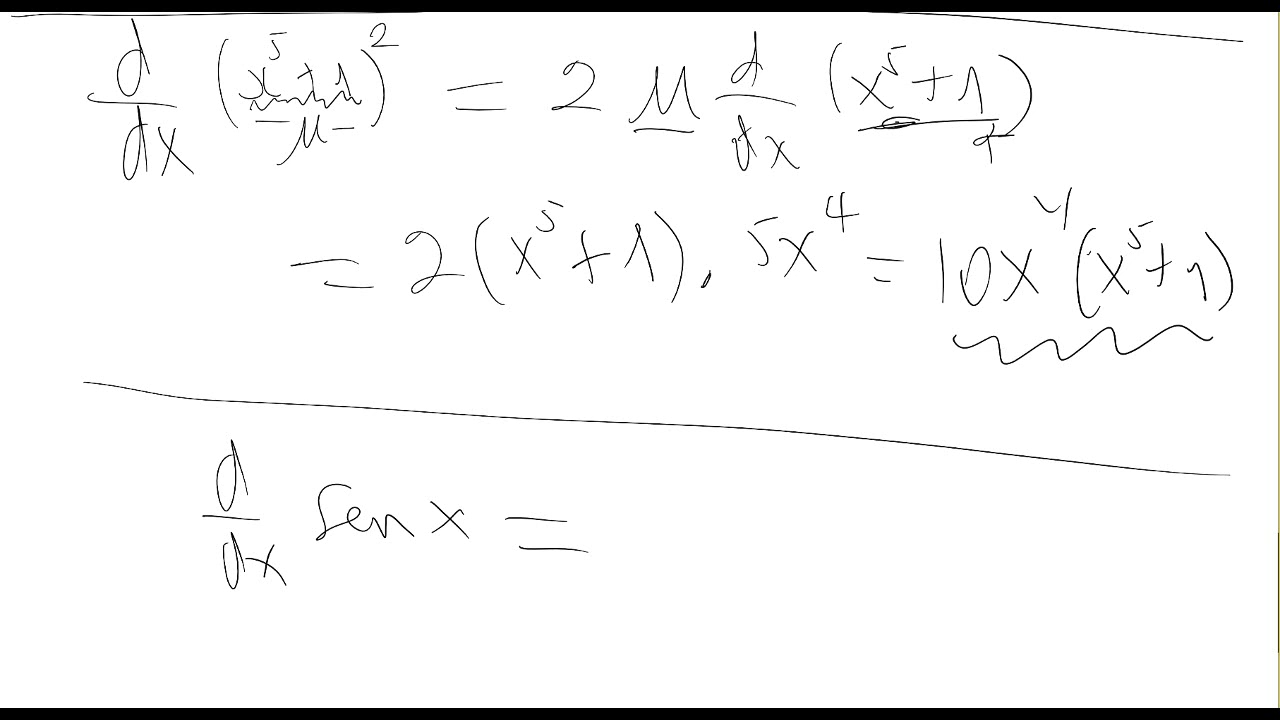 d/dx (x⁵+1)² = 2 μ d/dx (x⁵+1)
μ
= 2(x⁵+1) . 5x⁴ = 10x⁴(x⁵+1)
d/dx Sen x =